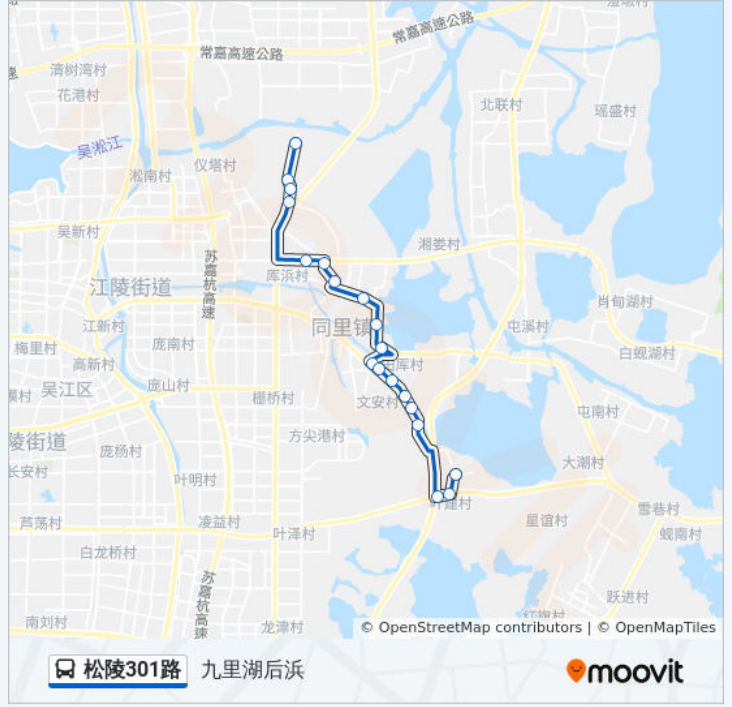 常嘉高速公路
常嘉高速公路
清树湾村
花港村
北联村
瑶盛村
吴淞江
仪塔村
淞南村
吴新村
湘娄村
苏嘉杭高速
厍浜村
江陵街道
肖甸湖村
江新村
同里镇
屯溪村
梅里村
庞南村
白蚬湖村
高新村
吴江区
庞山村
栅桥村
文安村
屯南村
方尖港村
陵街道
庞杨村
大潮村
长安村
叶明村
叶建村
雪巷村
芦荡村
凌益村
叶泽村
星谊村
蚬南村
白龙桥村
苏嘉杭高速
跃进村
南刘村
龙津村
© OpenStreetMap contributors | © OpenMapTiles
松陵301路
九里湖后浜
moovit